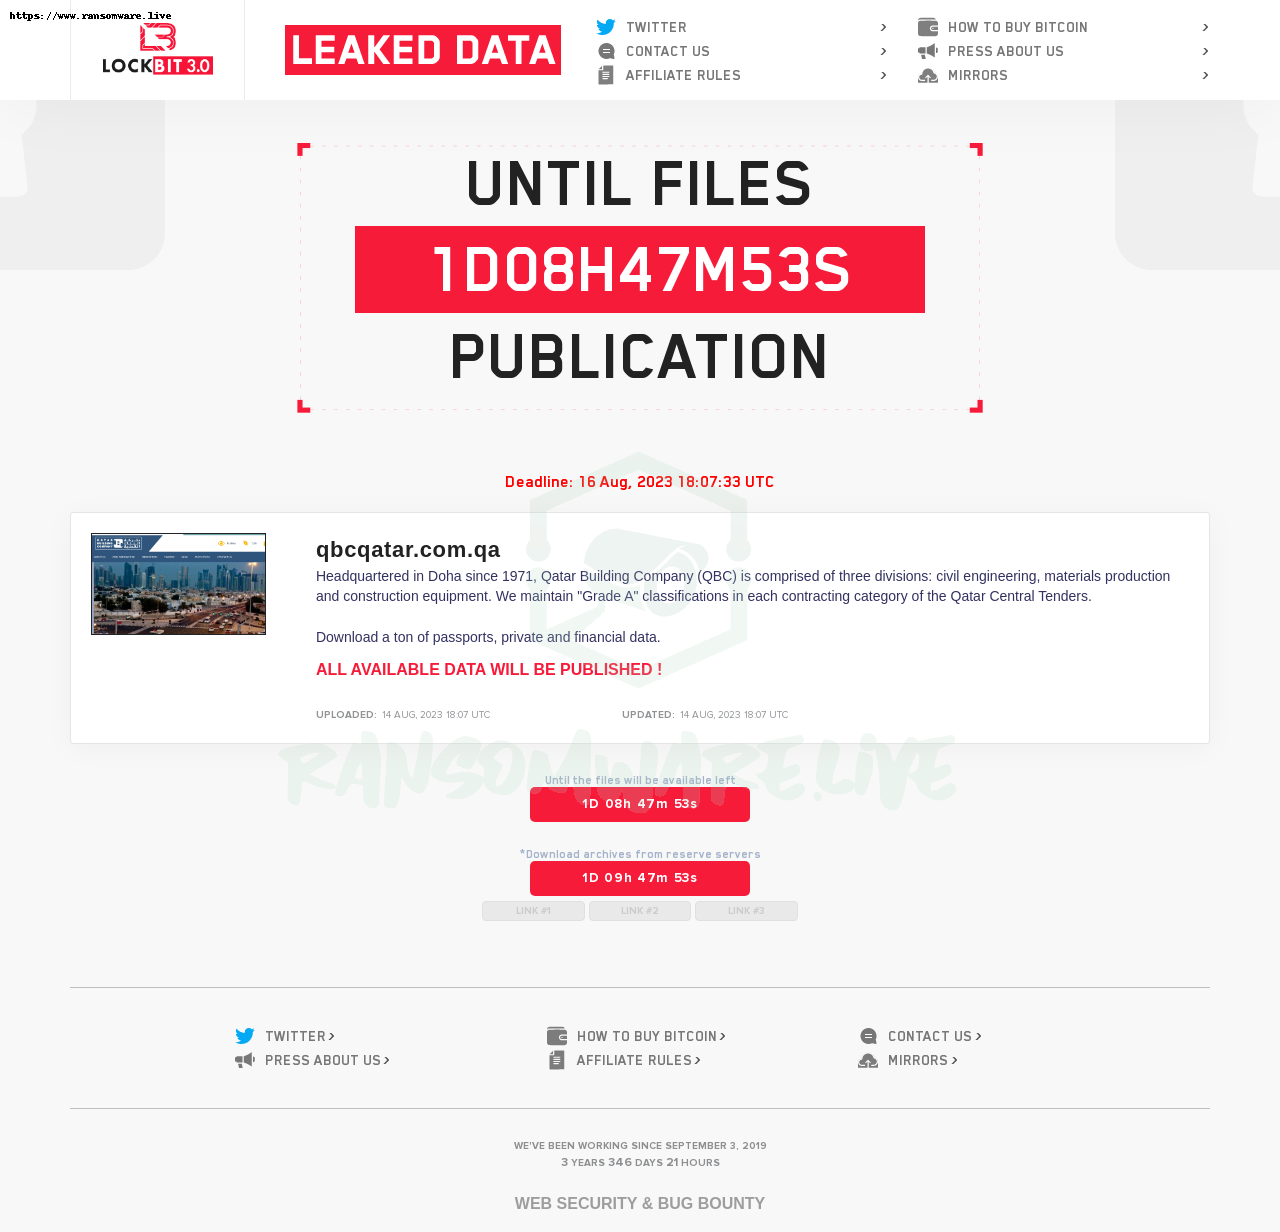 https://www.ransomware.live
LOCKBIT 3.0
LEAKED DATA
TWITTER >
CONTACT US >
AFFILIATE RULES >
HOW TO BUY BITCOIN >
PRESS ABOUT US >
MIRRORS >
UNTIL FILES
1D08H47M53S
PUBLICATION
Deadline: 16 Aug, 2023 18:07:33 UTC
qbcqatar.com.qa
Headquartered in Doha since 1971, Qatar Building Company (QBC) is comprised of three divisions: civil engineering, materials production
and construction equipment. We maintain "Grade A" classifications in each contracting category of the Qatar Central Tenders.
Download a ton of passports, private and financial data.
ALL AVAILABLE DATA WILL BE PUBLISHED !
UPLOADED: 14 AUG, 2023 18:07 UTC
UPDATED: 14 AUG, 2023 18:07 UTC
RANSOMWARE.LIVE
Until the files will be available left
1D 08h 47m 53s
*Download archives from reserve servers
1D 09h 47m 53s
LINK #1 LINK #2 LINK #3
TWITTER > HOW TO BUY BITCOIN > CONTACT US >
PRESS ABOUT US > AFFILIATE RULES > MIRRORS >
WE'VE BEEN WORKING SINCE SEPTEMBER 3, 2019
3 YEARS 346 DAYS 21 HOURS
WEB SECURITY & BUG BOUNTY